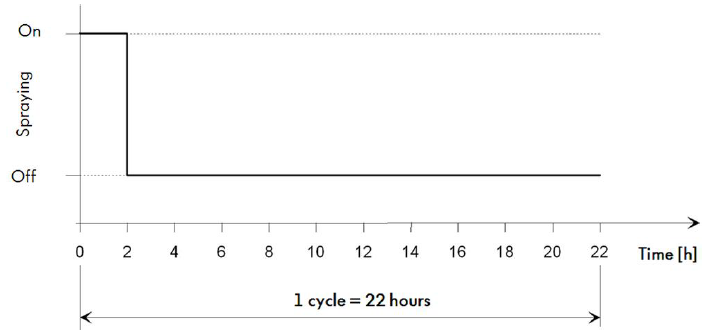 On
Spraying
Off
0 2 4 6 8 10 12 14 16 18 20 22 Time [h]
1 cycle = 22 hours